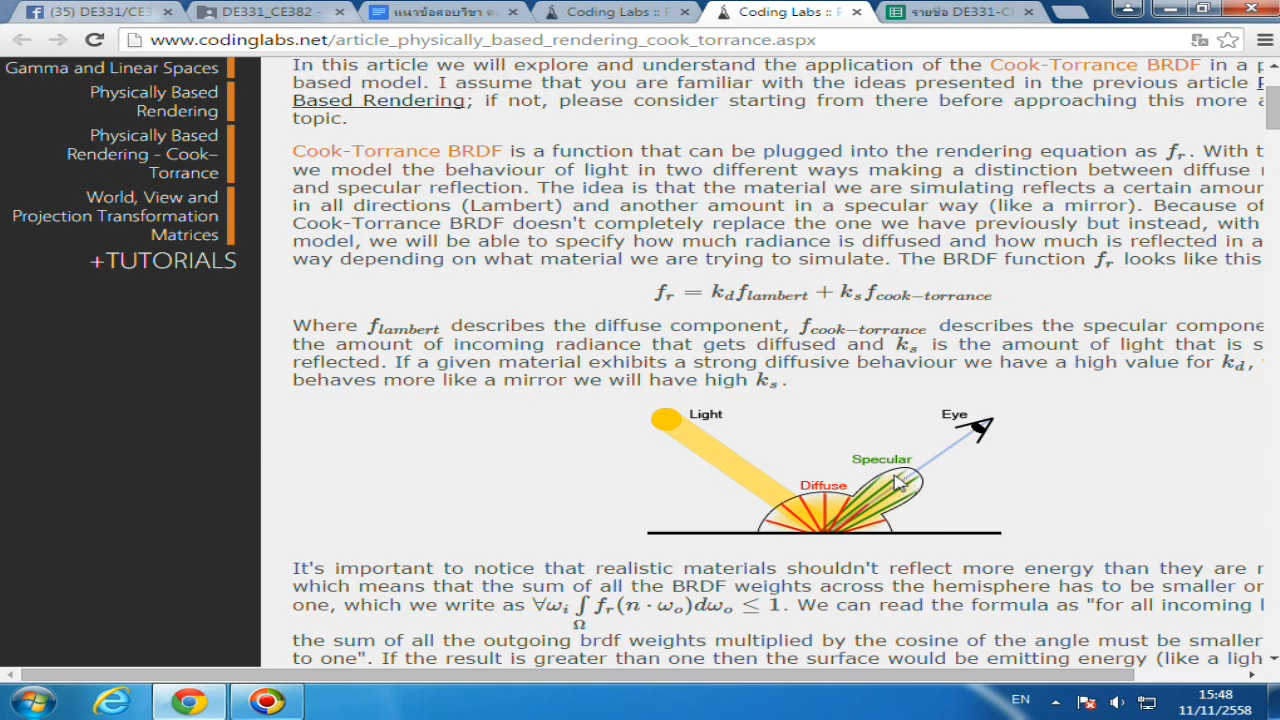 (35) DE331/CE3
DE331_CE382 -
แนวข้อสอบวิชา คอ
Coding Labs :: P
Coding Labs :: P
รายชื่อ DE331-C
www.codinglabs.net/article_physically_based_rendering_cook_torrance.aspx
Gamma and Linear Spaces
Physically Based
Rendering
Physically Based
Rendering - Cook–
Torrance
World, View and
Projection Transformation
Matrices
+TUTORIALS
In this article we will explore and understand the application of the Cook-Torrance BRDF in a p
based model. I assume that you are familiar with the ideas presented in the previous article P
Based Rendering; if not, please consider starting from there before approaching this more a
topic.
Cook-Torrance BRDF is a function that can be plugged into the rendering equation as fr. With t
we model the behaviour of light in two different ways making a distinction between diffuse r
and specular reflection. The idea is that the material we are simulating reflects a certain amour
in all directions (Lambert) and another amount in a specular way (like a mirror). Because of
Cook-Torrance BRDF doesn't completely replace the one we have previously but instead, with
model, we will be able to specify how much radiance is diffused and how much is reflected in a
way depending on what material we are trying to simulate. The BRDF function fr looks like this
fr = kd flambert + ks fcook−torrance
Where flambert describes the diffuse component, fcook−torrance describes the specular compone
the amount of incoming radiance that gets diffused and ks is the amount of light that is s
reflected. If a given material exhibits a strong diffusive behaviour we have a high value for kd,
behaves more like a mirror we will have high ks.
Light
Eye
Specular
Diffuse
It's important to notice that realistic materials shouldn't reflect more energy than they are r
which means that the sum of all the BRDF weights across the hemisphere has to be smaller or
one, which we write as ∀ωi ∫Ω fr(n · ωo)dωo ≤ 1. We can read the formula as "for all incoming l
the sum of all the outgoing brdf weights multiplied by the cosine of the angle must be smaller
to one". If the result is greater than one then the surface would be emitting energy (like a ligh
EN
15:48
11/11/2558